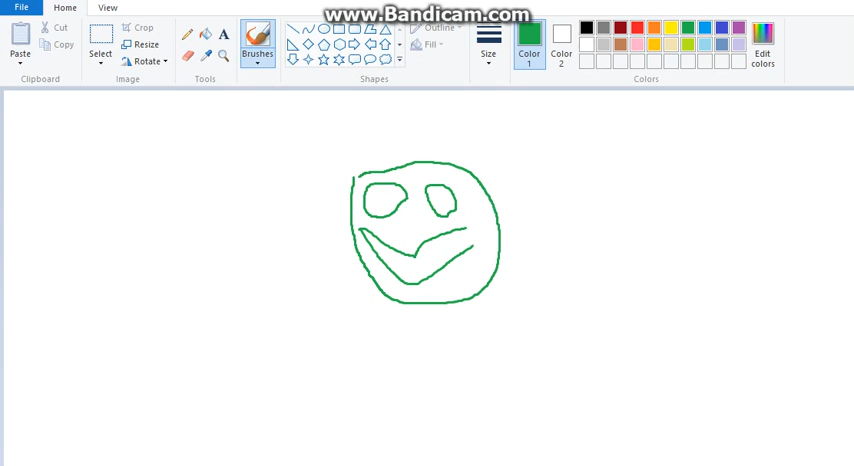 www.Bandicam.com
File Home View
Paste
Cut
Copy
Clipboard
Select
Crop
Resize
Rotate
Image
A
Tools
Brushes
Shapes
Outline
Fill
Size
Color 1
Color 2
Edit colors
Colors